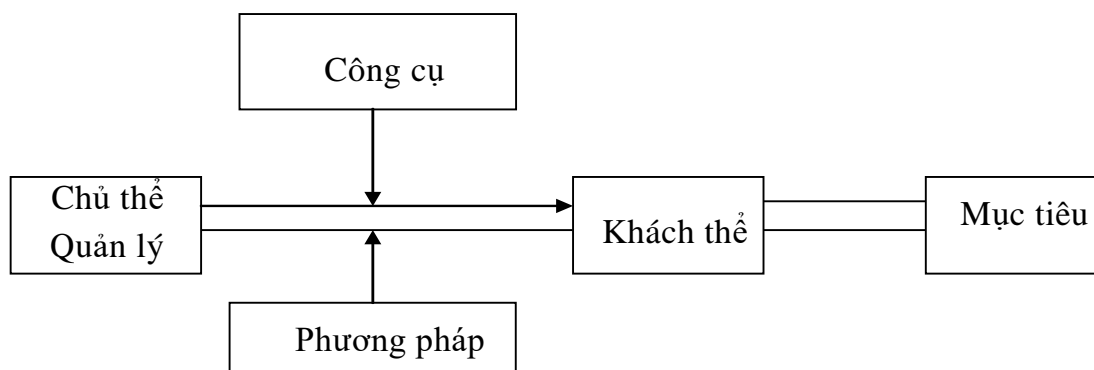 Công cụ
Chủ thể
Quản lý
Khách thể
Mục tiêu
Phương pháp